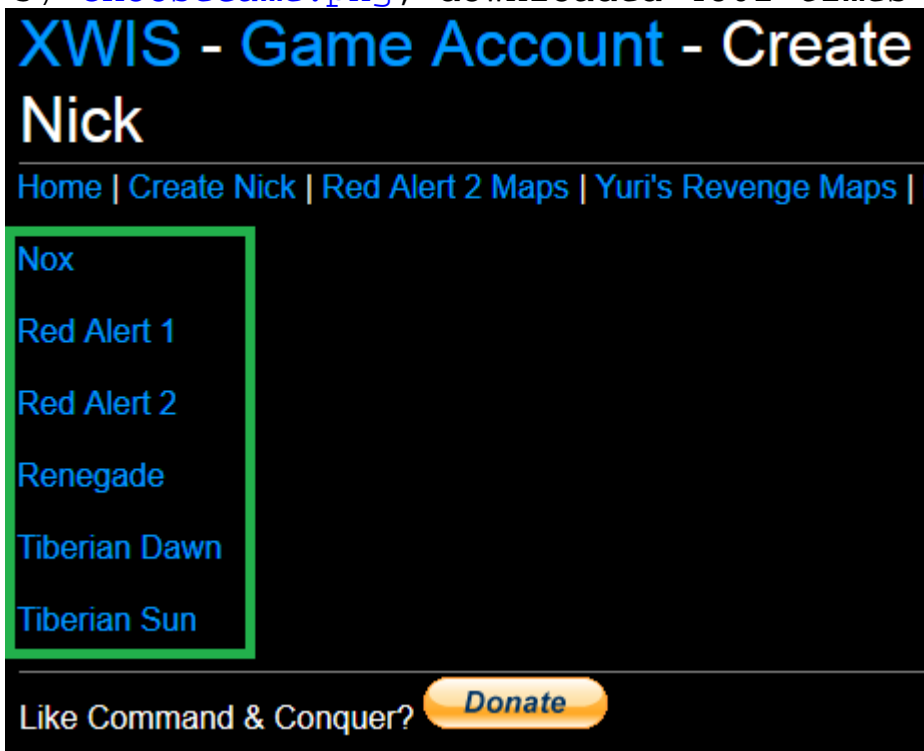 XWIS - Game Account - Create
Nick
Home | Create Nick | Red Alert 2 Maps | Yuri's Revenge Maps |
Nox
Red Alert 1
Red Alert 2
Renegade
Tiberian Dawn
Tiberian Sun
Like Command & Conquer? Donate